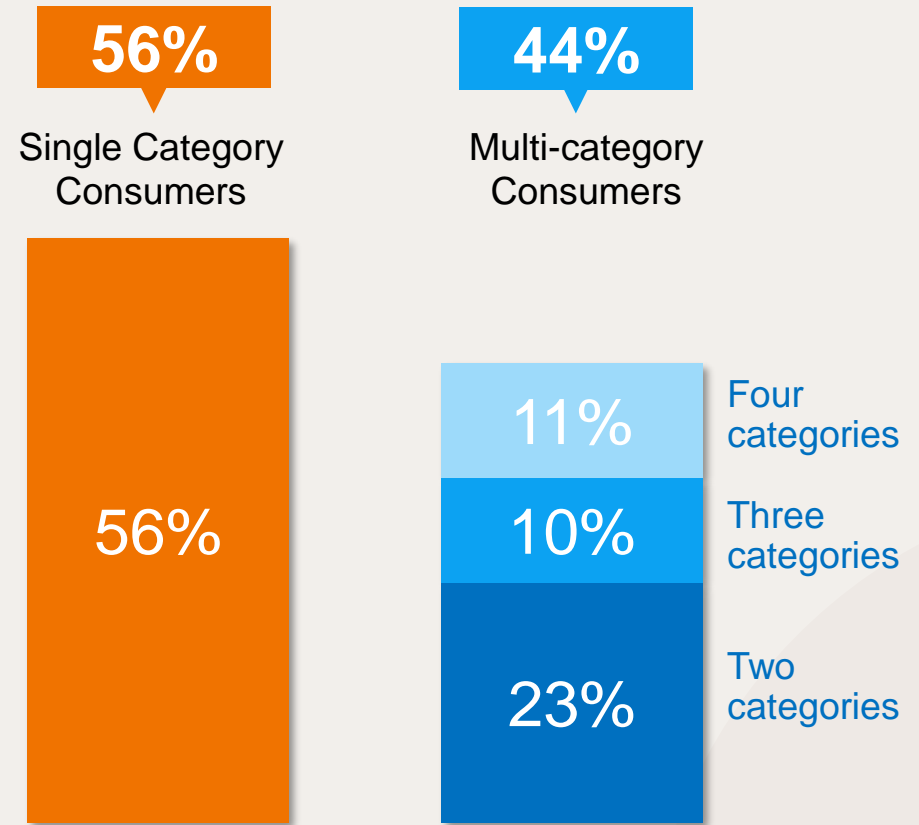 56%
44%
Single Category
Consumers
Multi-category
Consumers
56%
11%
Four
categories
10%
Three
categories
23%
Two
categories